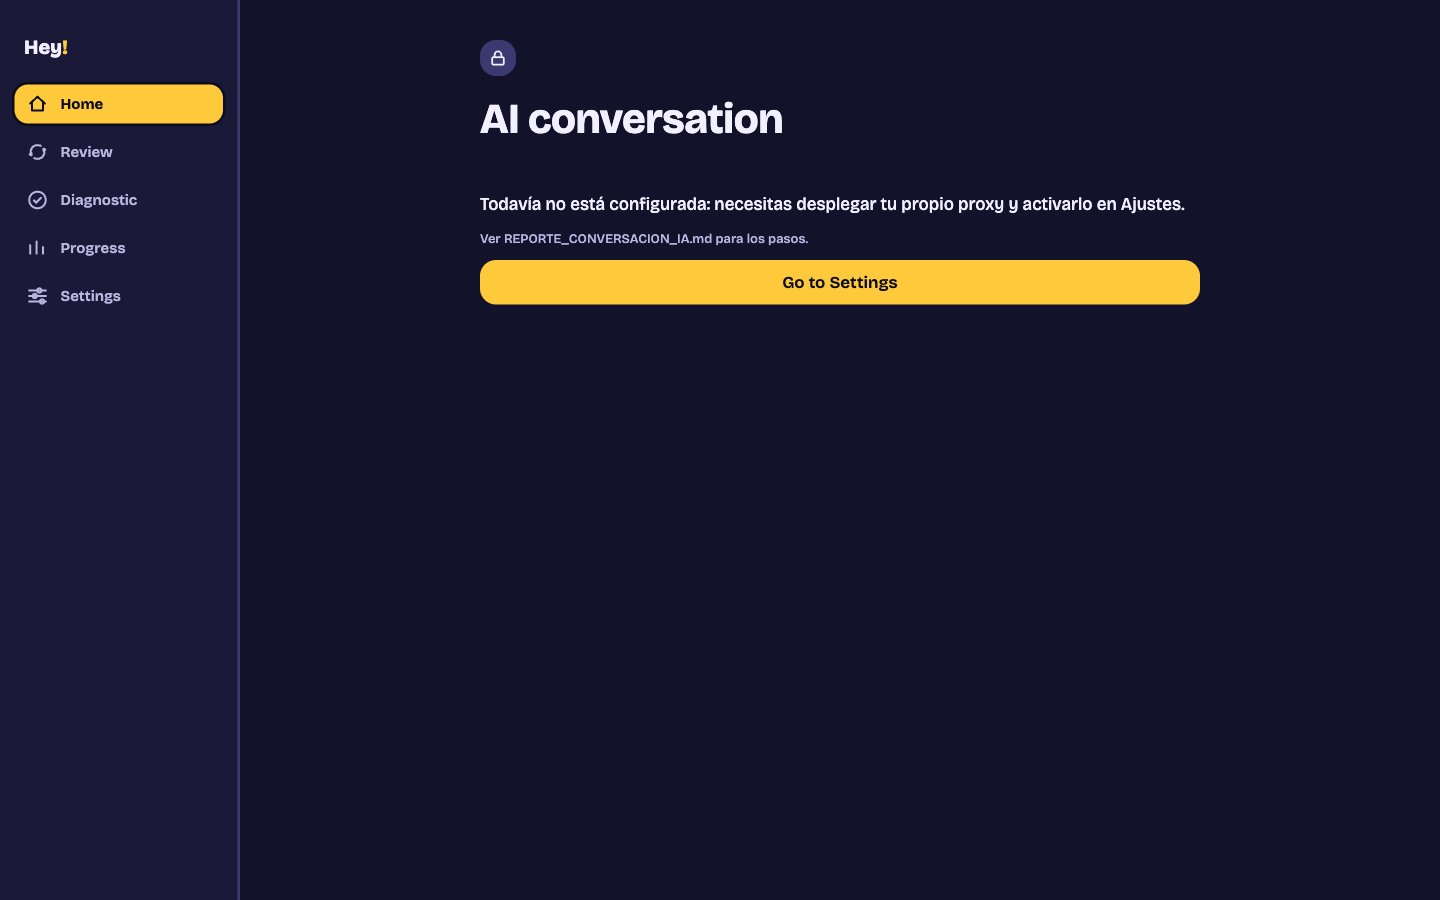 Hey!
Home
Review
Diagnostic
Progress
Settings
AI conversation
Todavía no está configurada: necesitas desplegar tu propio proxy y activarlo en Ajustes.
Ver REPORTE_CONVERSACION_IA.md para los pasos.
Go to Settings